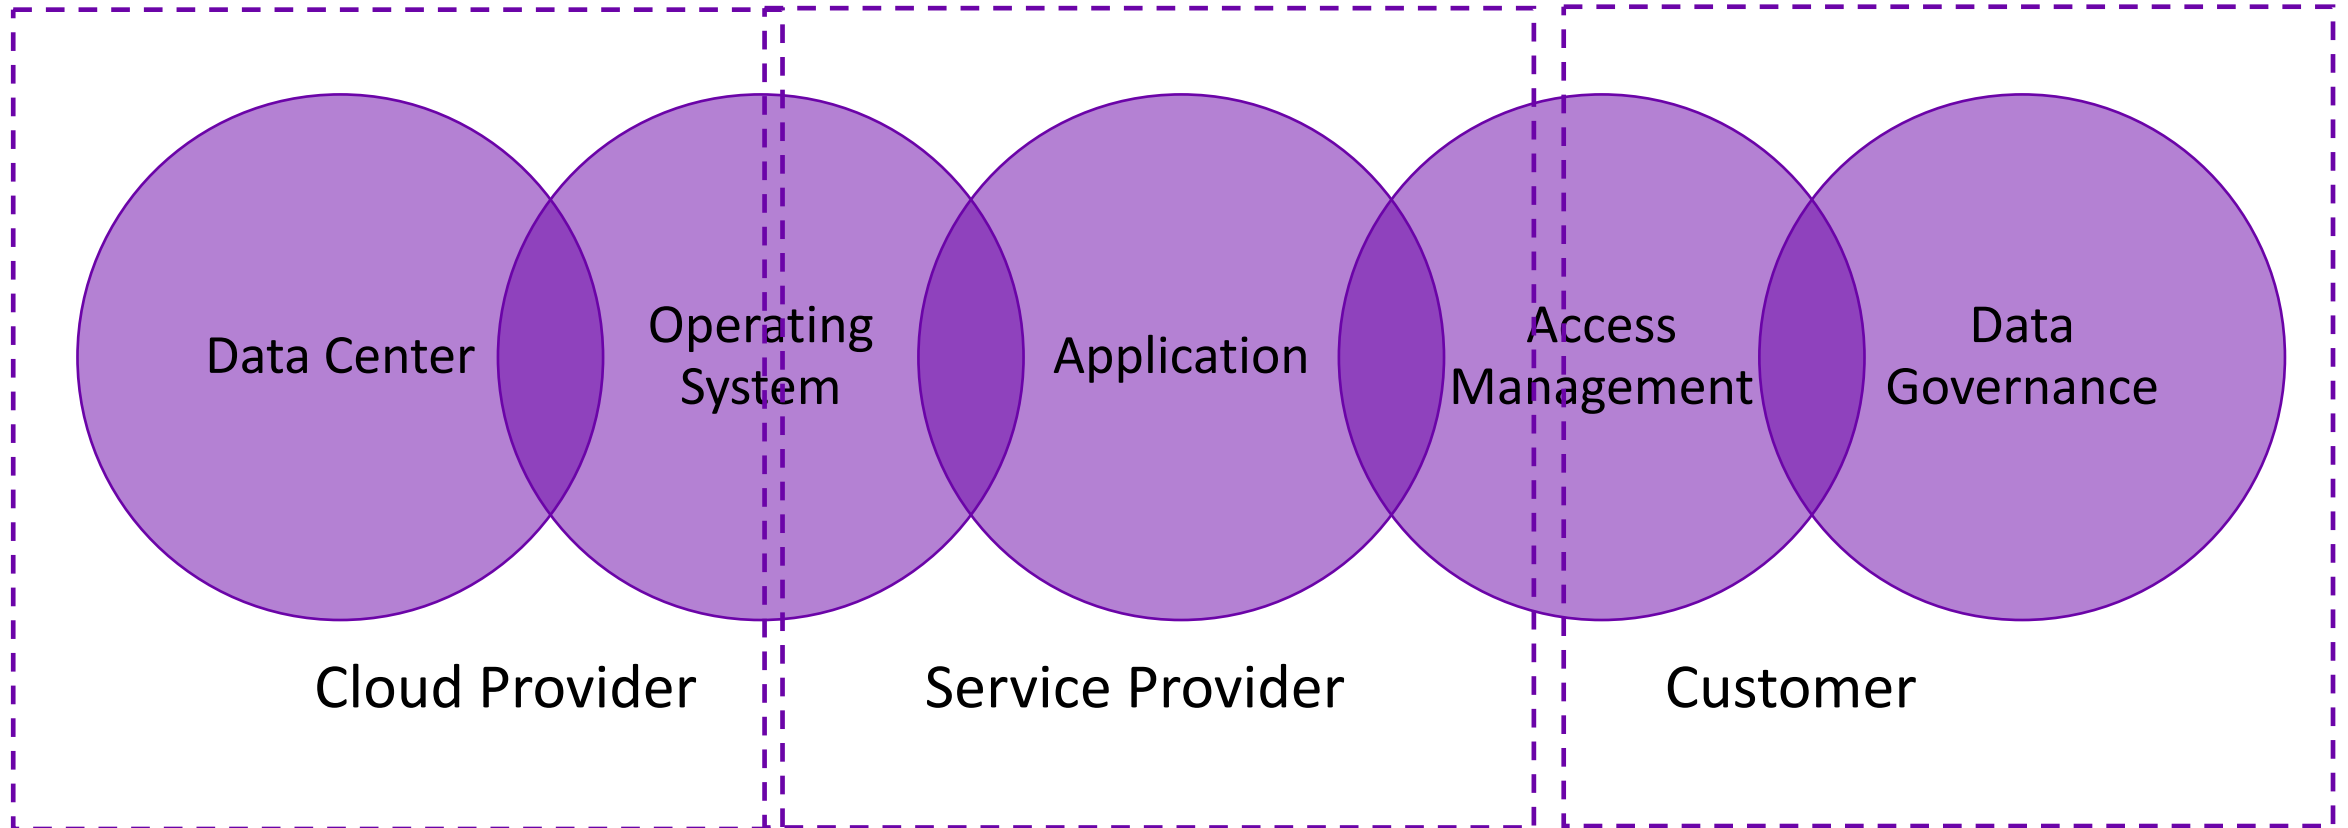 Data Center
Operating
System
Application
Access
Management
Data
Governance
Cloud Provider
Service Provider
Customer